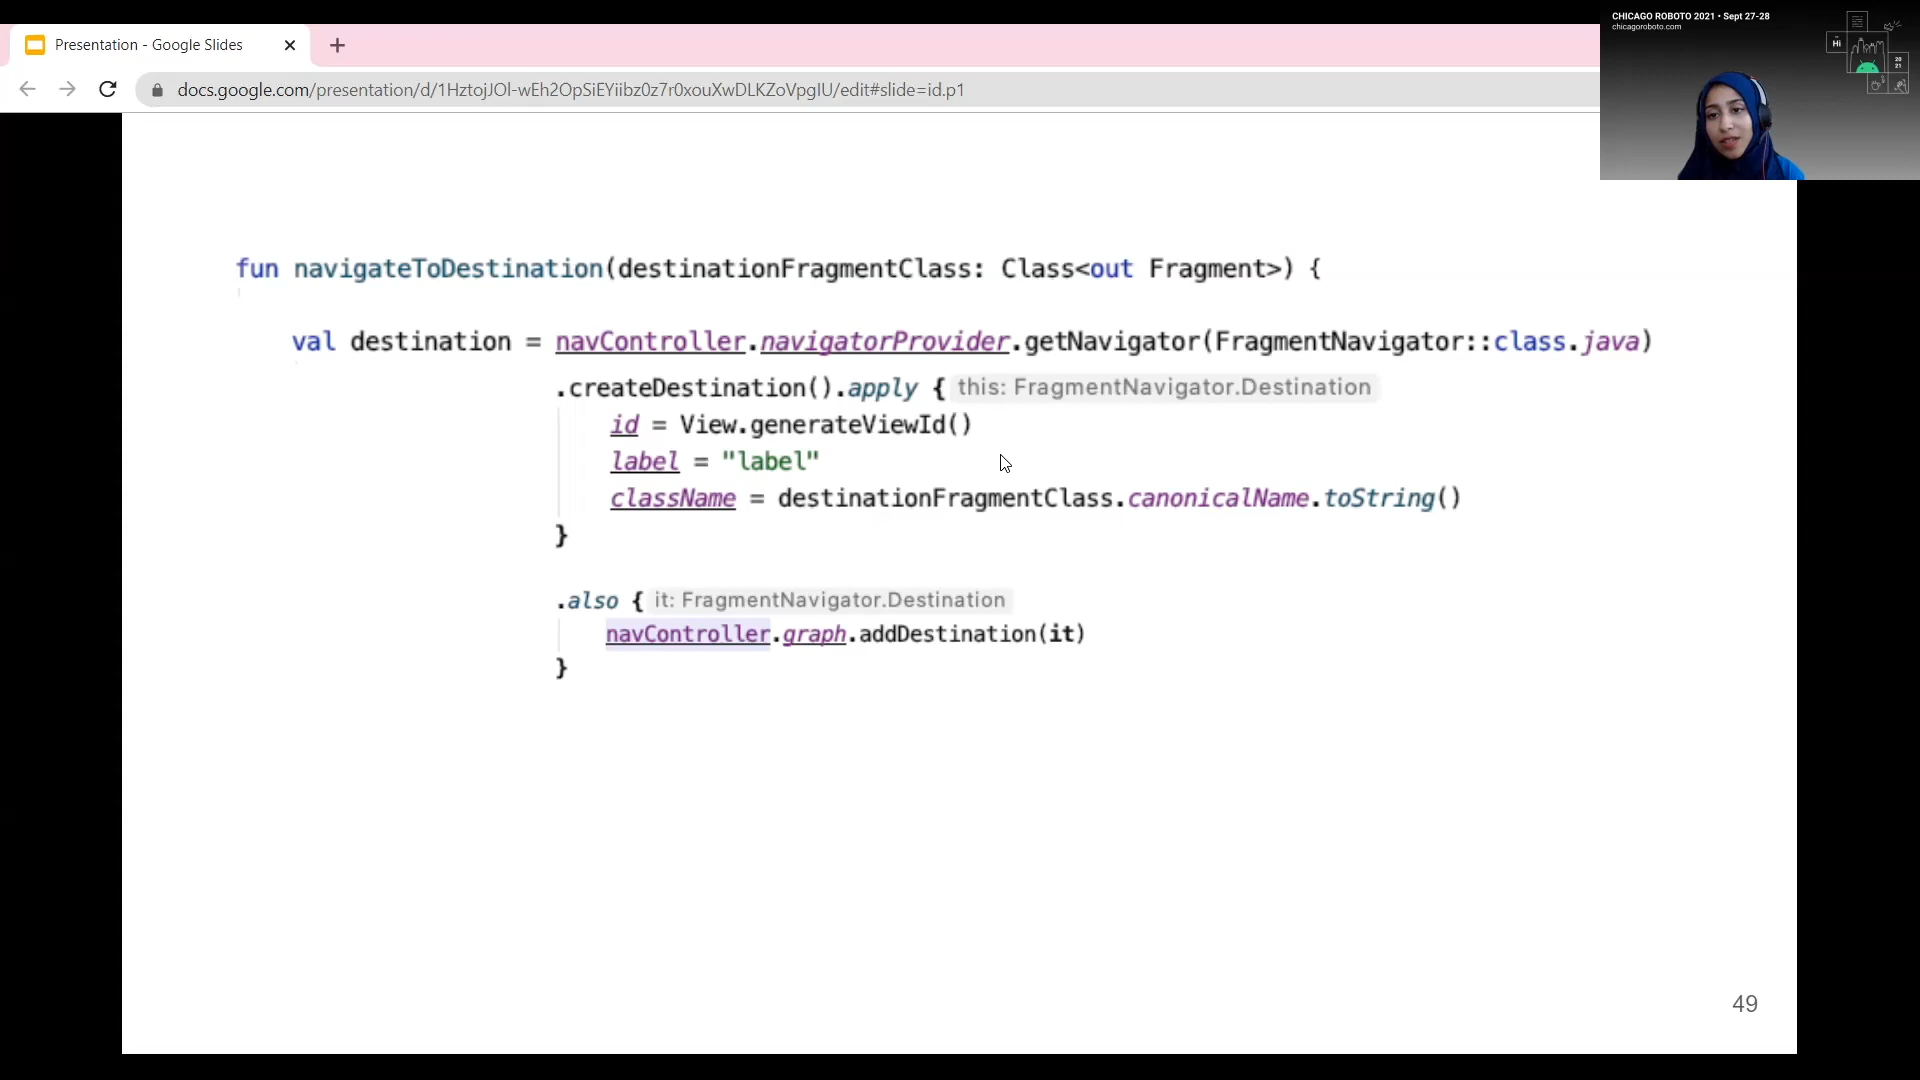 Presentation - Google Slides
docs.google.com/presentation/d/1HztojJOl-wEh2OpSiEYiibz0z7r0xouXwDLKZoVpgIU/edit#slide=id.p1
CHICAGO ROBOTO 2021 • Sept 27-28
chicagoroboto.com
Hi
20
21
fun navigateToDestination(destinationFragmentClass: Class<out Fragment>) {
val destination = navController.navigatorProvider.getNavigator(FragmentNavigator::class.java)
.createDestination().apply { this: FragmentNavigator.Destination
id = View.generateViewId()
label = "label"
className = destinationFragmentClass.canonicalName.toString()
}
.also { it: FragmentNavigator.Destination
navController.graph.addDestination(it)
}
49